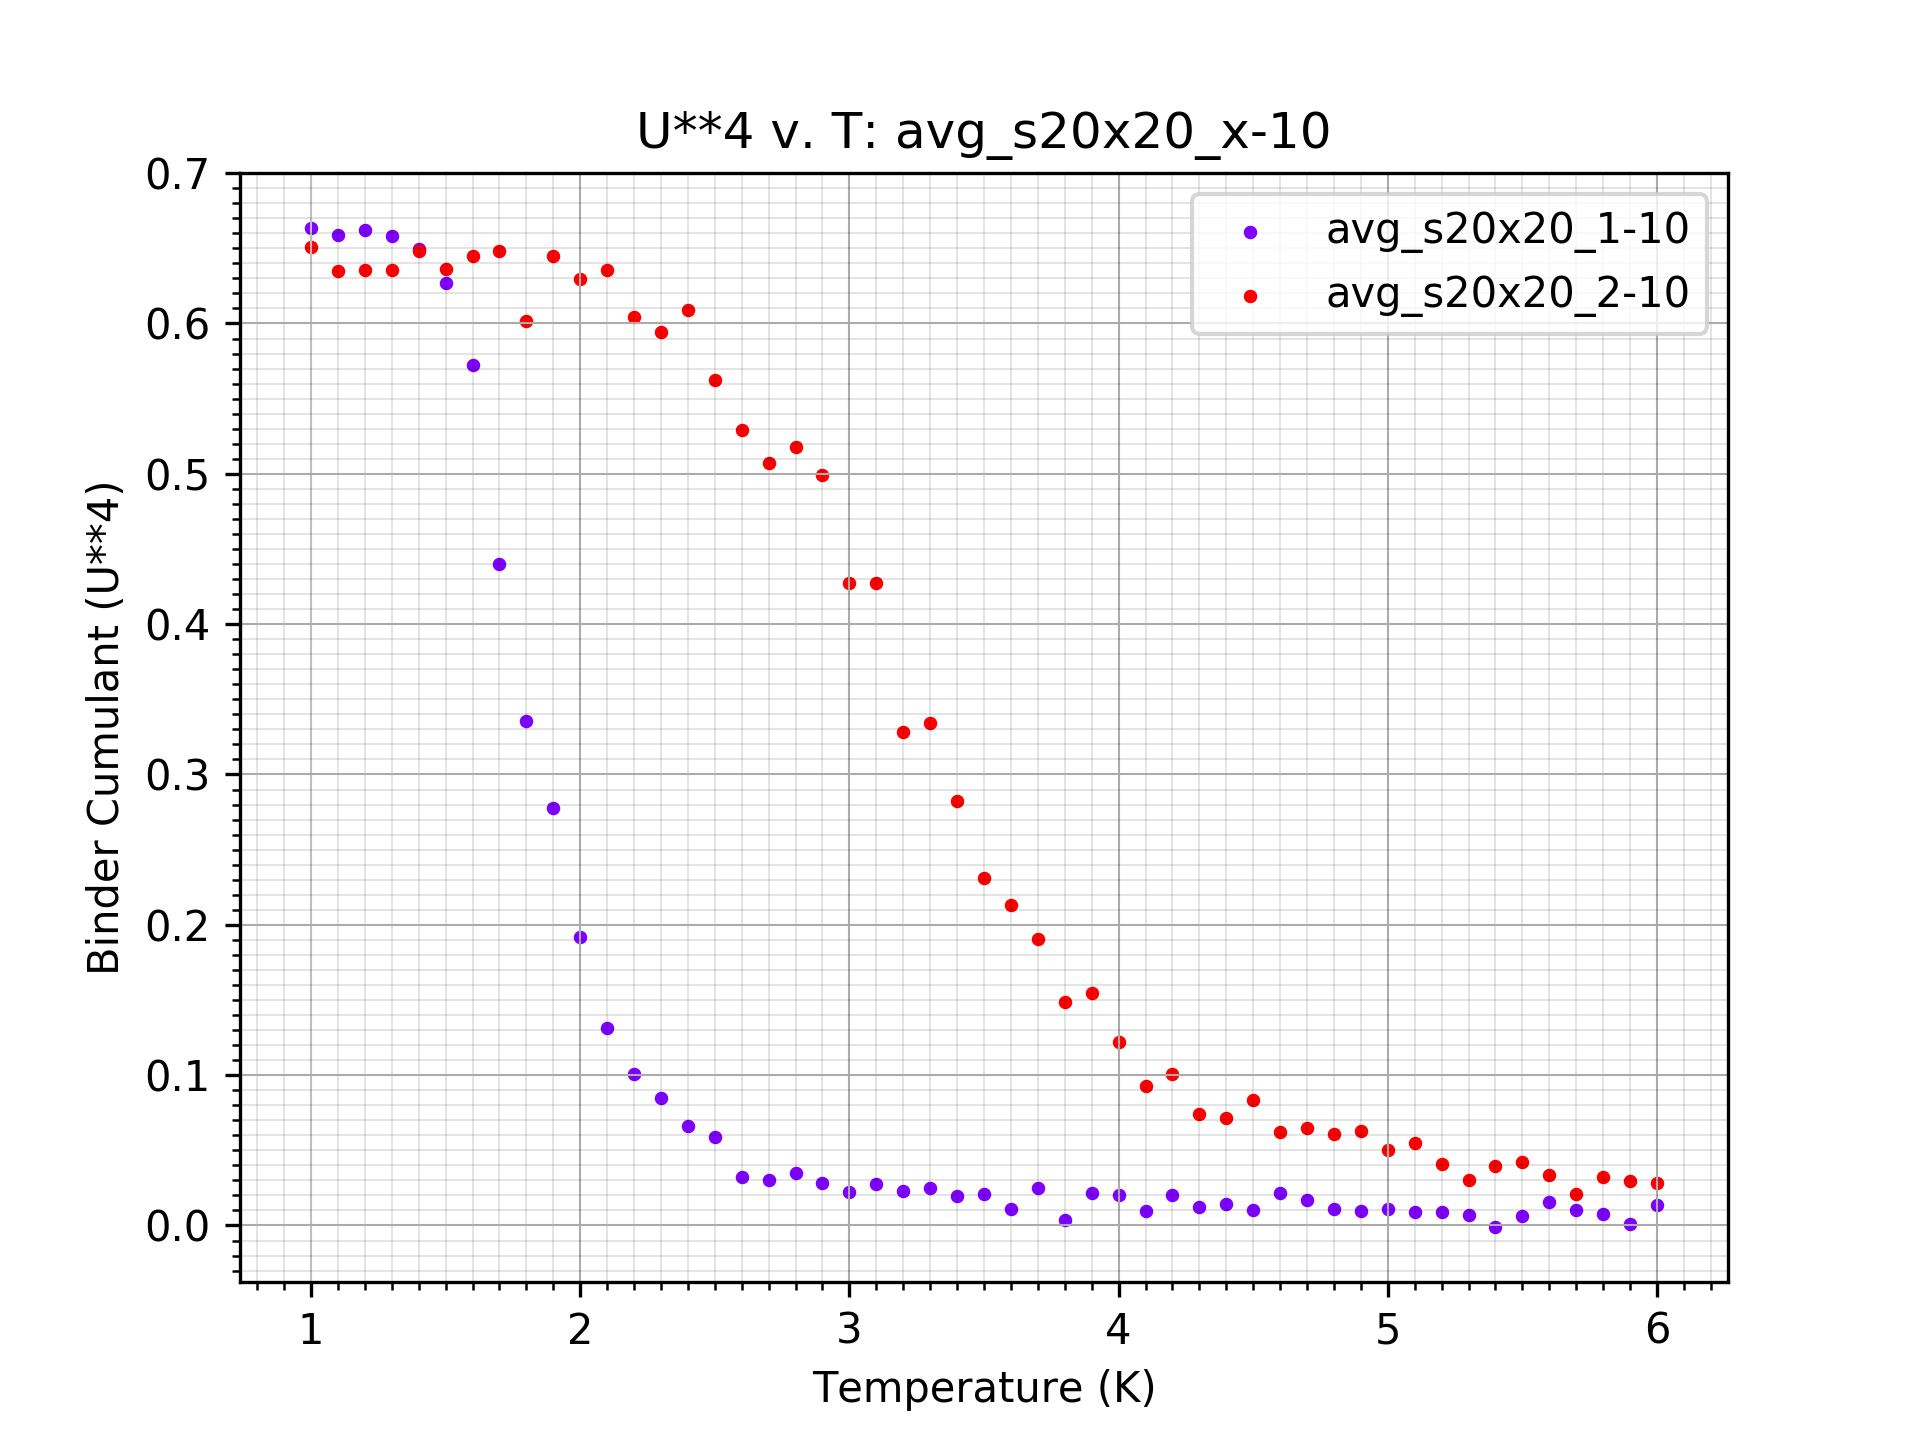 U**4 v. T: avg_s20x20_x-10
avg_s20x20_1-10
avg_s20x20_2-10
Binder Cumulant (U**4)
0.7
0.6
0.5
0.4
0.3
0.2
0.1
0.0
1 2 3 4 5 6
Temperature (K)